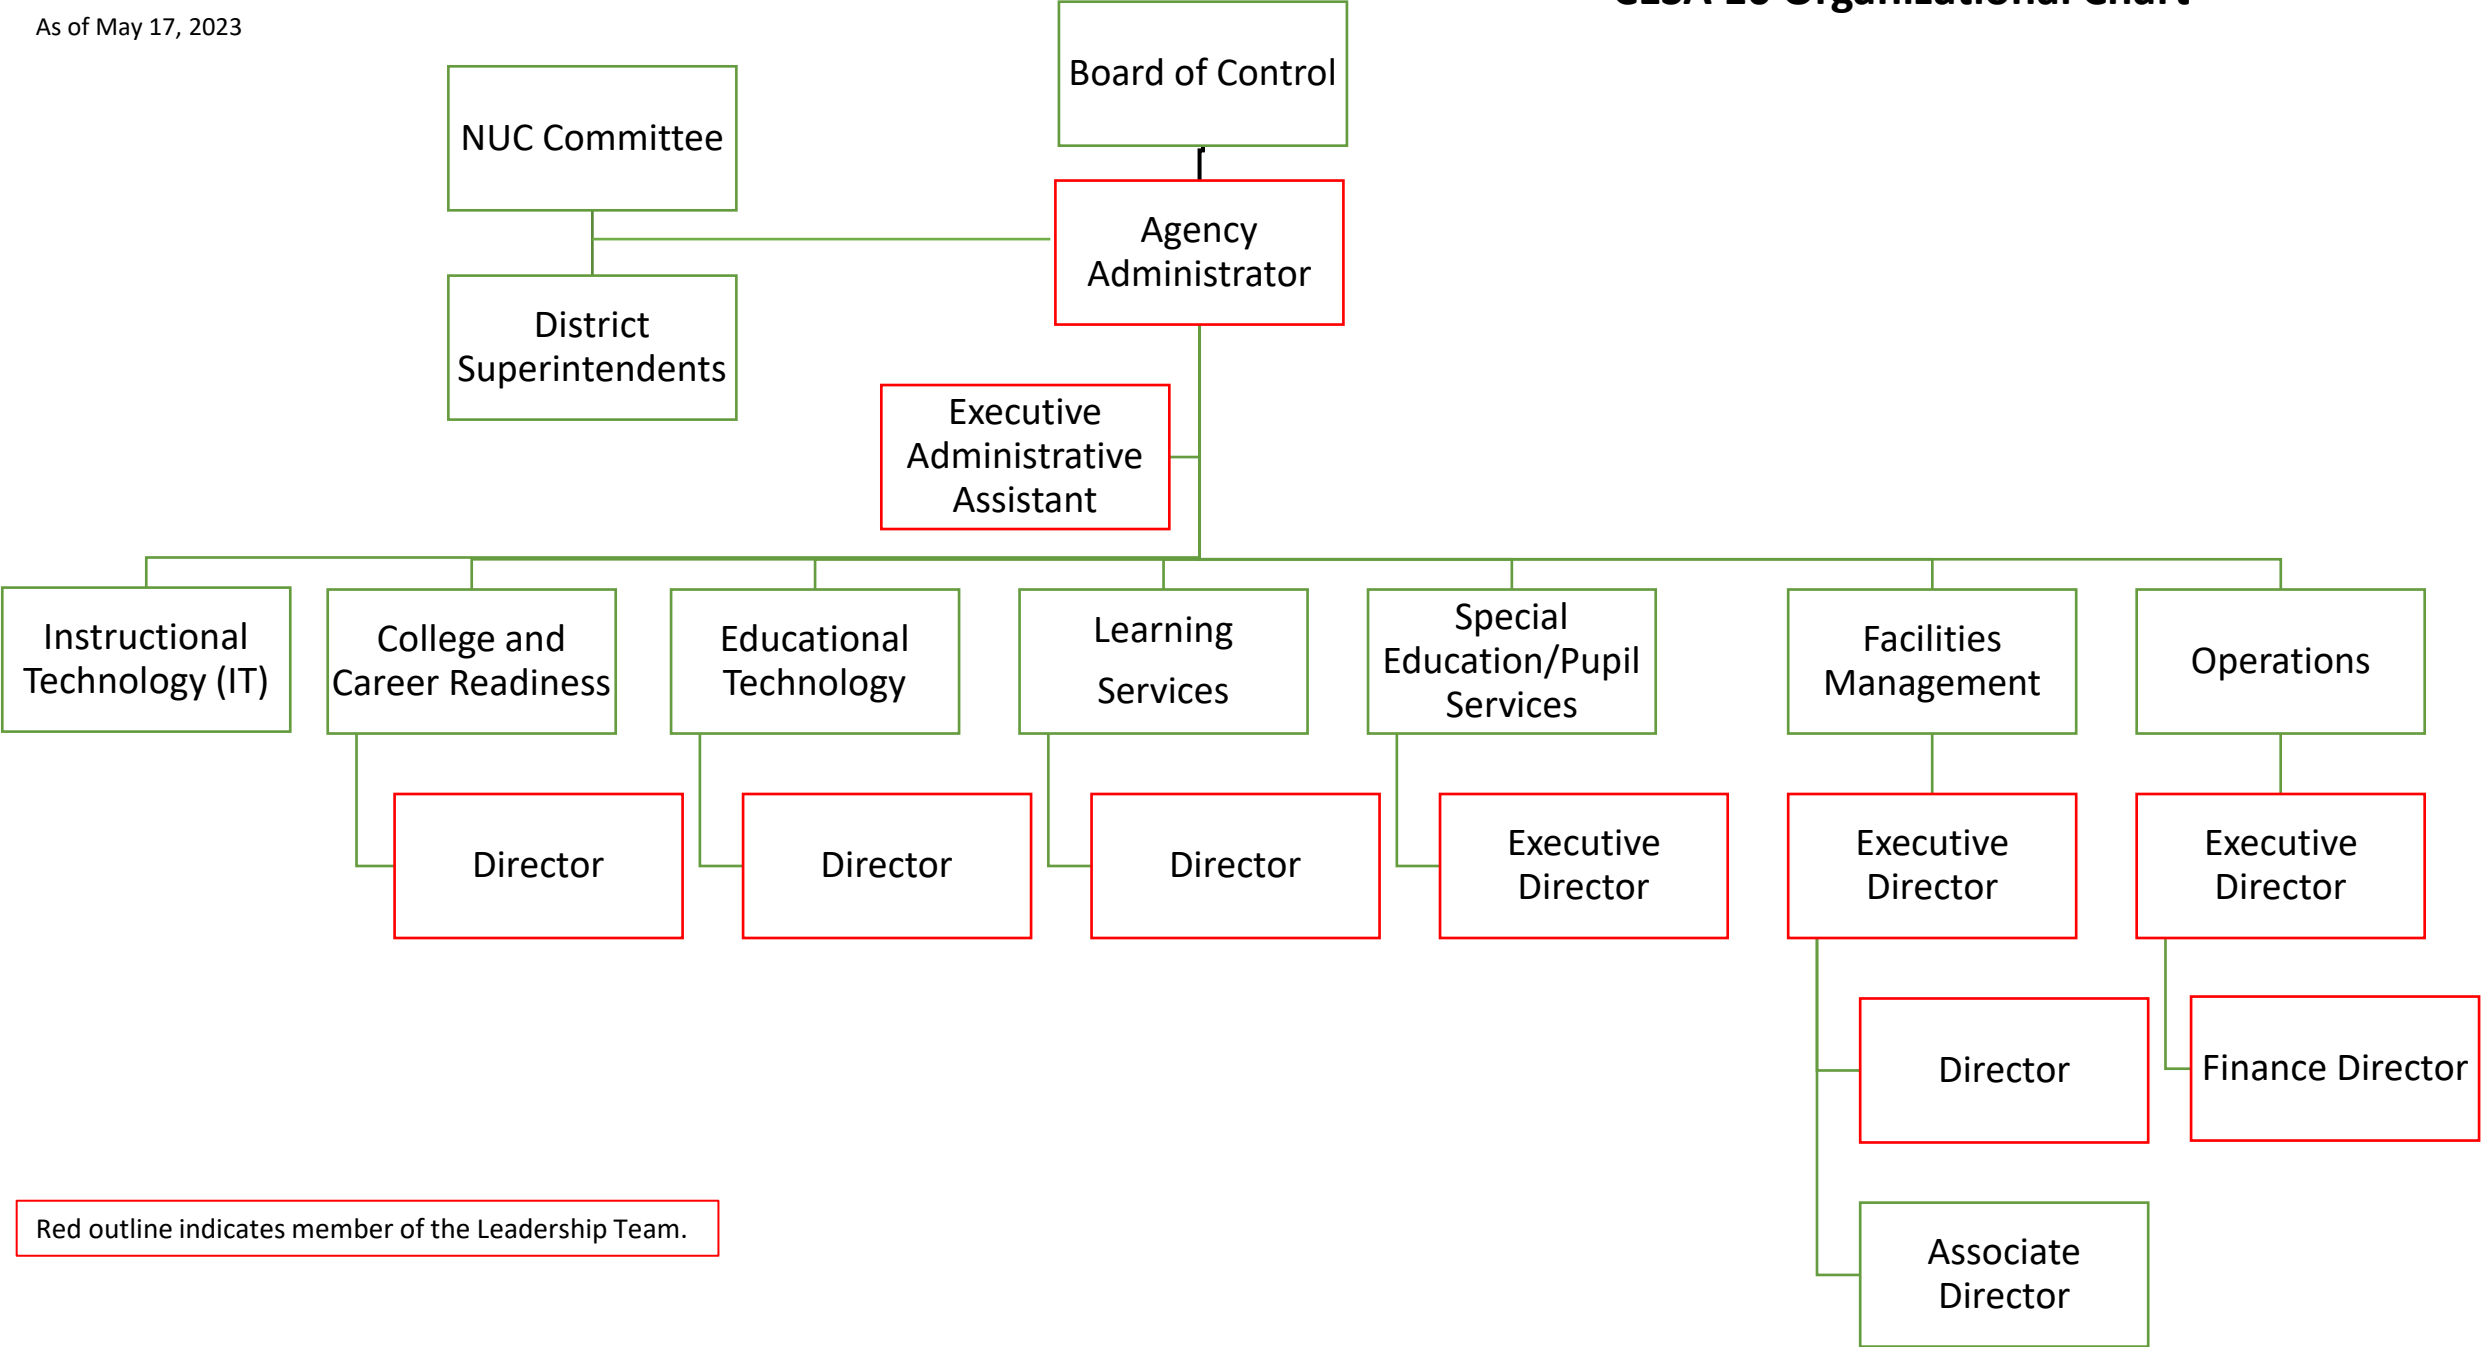 As of May 17, 2023
Organizational Chart
Board of Control
NUC Committee
Agency
Administrator
District
Superintendents
Executive
Administrative
Assistant
Instructional
Technology (IT)
College and
Career Readiness
Educational
Technology
Learning
Services
Special
Education/Pupil
Services
Facilities
Management
Operations
Director
Director
Director
Executive
Director
Executive
Director
Executive
Director
Director
Finance Director
Red outline indicates member of the Leadership Team.
Associate
Director